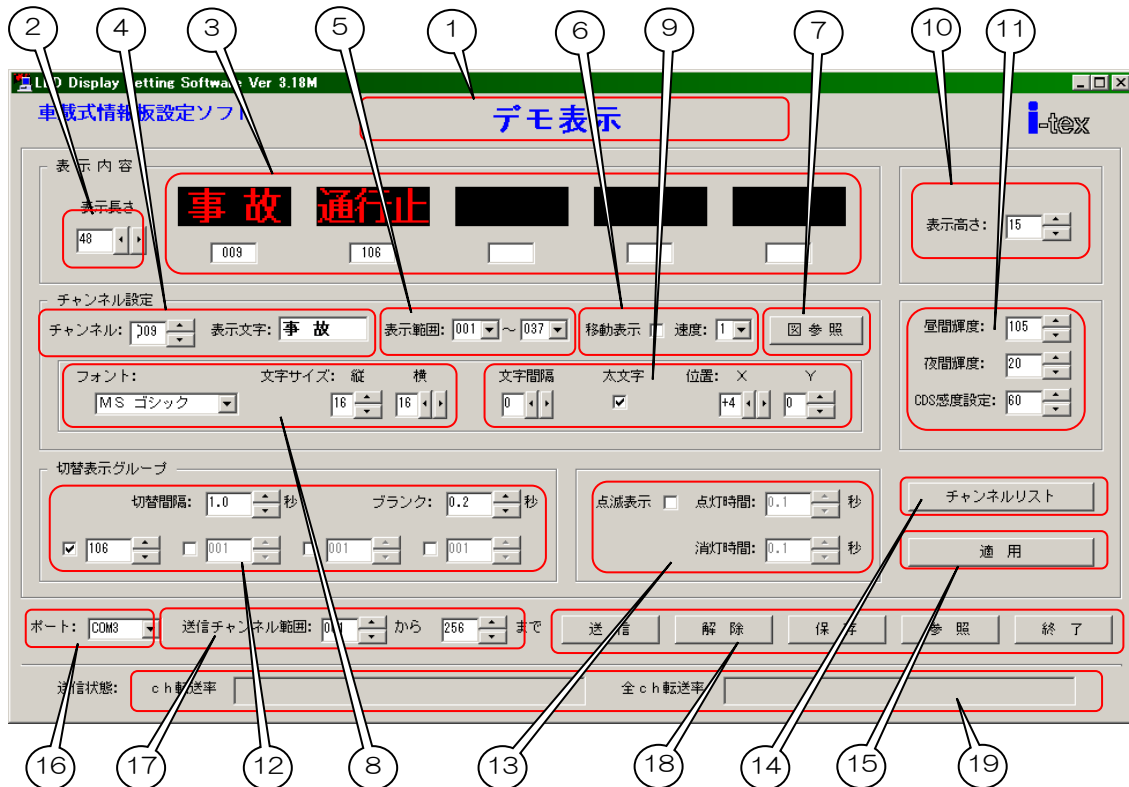 2 4 3 5 1 6 9 7 10 11
LED Display Setting Software Ver 3.18M
車載式情報板設定ソフト デモ表示 i-tex
表示内容
表示長さ 事故 通行止
48 表示高さ: 15
009 106
チャンネル設定
チャンネル: 009 表示文字: 事 故 表示範囲: 001 ～ 037 移動表示 速度: 1 図参照 昼間輝度: 105
夜間輝度: 20
フォント: 文字サイズ: 縦 横 文字間隔 太文字 位置: X Y
MS ゴシック 16 16 0 +4 0 CDS感度設定: 60
切替表示グループ
切替間隔: 1.0 秒 ブランク: 0.2 秒 点滅表示 点灯時間: 0.1 秒 チャンネルリスト
106 001 001 001 消灯時間: 0.1 秒 適用
ポート: COM3 送信チャンネル範囲: 001 から 256 まで 送信 解除 保存 参照 終了
送信状態: ch転送率 全ch転送率
16 17 12 8 13 18 14 15 19